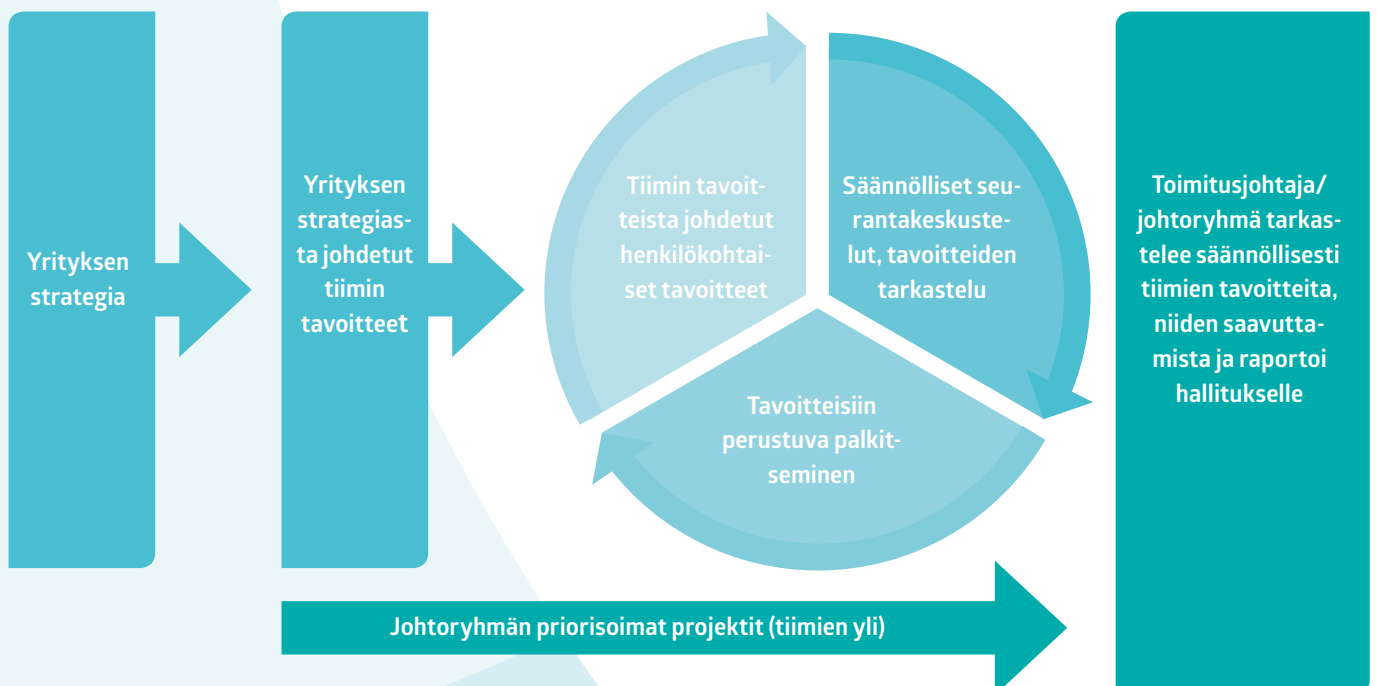 Yrityksen
strategia
Yrityksen
strategias-
ta johdetut
tiimin
tavoitteet
Tiimin tavoit-
teista johdetut
henkilökohtai-
set tavoitteet
Säännölliset seu-
rantakeskuste-
lut, tavoitteiden
tarkastelu
Tavoitteisiin
perustuva palkit-
seminen
Toimitusjohtaja/
johtoryhmä tarkas-
telee säännöllisesti
tiimien tavoitteita,
niiden saavutta-
mista ja raportoi
hallitukselle
Johtoryhmän priorisoimat projektit (tiimien yli)